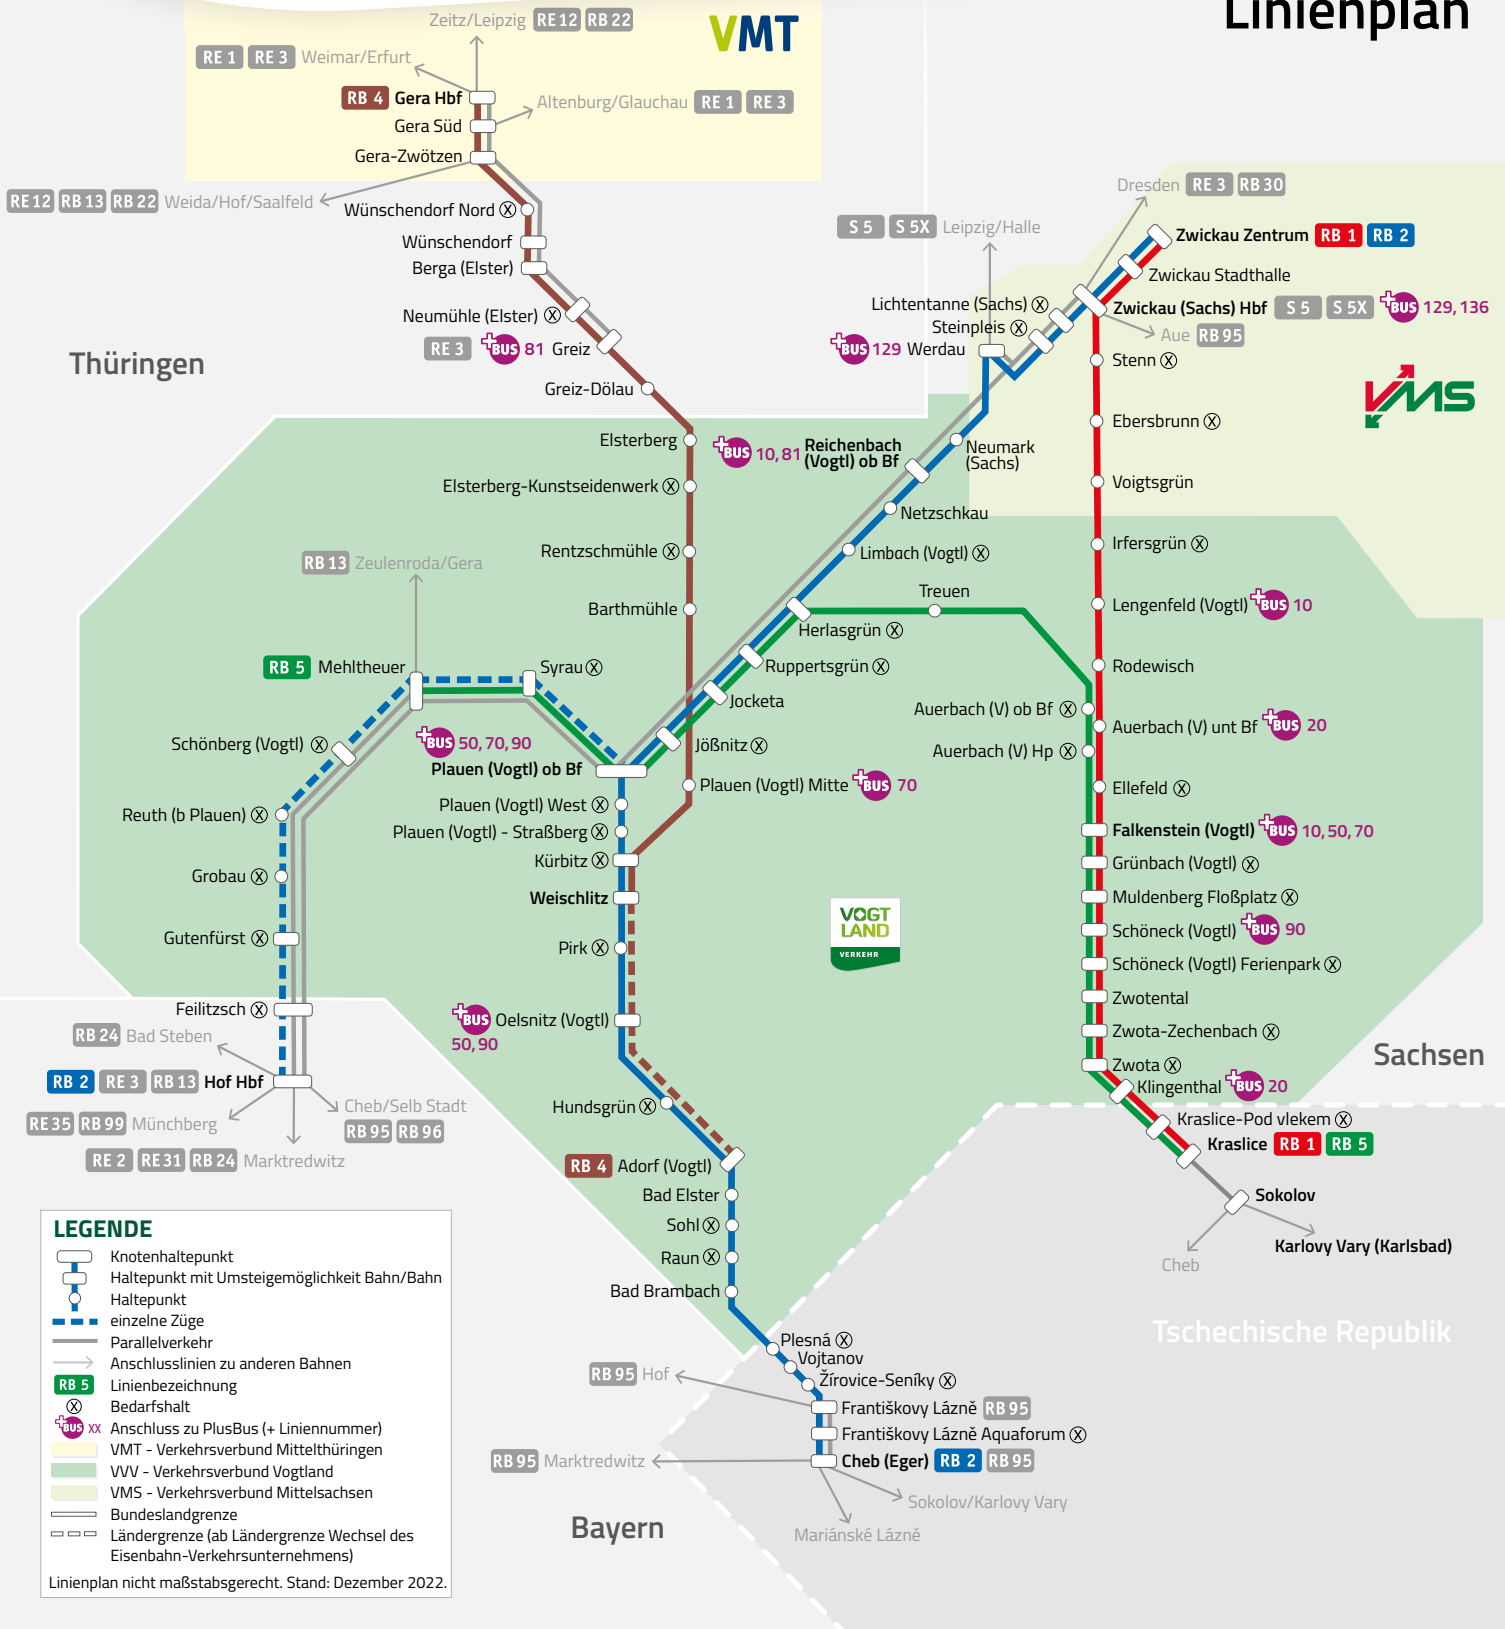 Linienplan
Zeitz/Leipzig RE 12 RB 22
VMT
RE 1 RE 3 Weimar/Erfurt
RB 4 Gera Hbf
Altenburg/Glauchau RE 1 RE 3
Gera Süd
Gera-Zwötzen
RE 12 RB 13 RB 22 Weida/Hof/Saalfeld
Wünschendorf Nord Ⓧ
Wünschendorf
Berga (Elster)
Neumühle (Elster) Ⓧ
RE 3 +BUS 81 Greiz
Greiz-Dölau
Thüringen
Dresden RE 3 RB 30
S 5 S 5X Leipzig/Halle
Zwickau Zentrum RB 1 RB 2
Zwickau Stadthalle
Lichtentanne (Sachs) Ⓧ
Zwickau (Sachs) Hbf S 5 S 5X +BUS 129, 136
Steinpleis Ⓧ
Aue RB 95
+BUS 129 Werdau
Stenn Ⓧ
VMS
Ebersbrunn Ⓧ
Elsterberg
+BUS 10, 81 Reichenbach
(Vogtl) ob Bf
Neumark
(Sachs)
Elsterberg-Kunstseidenwerk Ⓧ
Voigtsgrün
Netzschkau
Rentzschmühle Ⓧ
Limbach (Vogtl) Ⓧ
Irfersgrün Ⓧ
RB 13 Zeulenroda/Gera
Treuen
Barthmühle
Lengenfeld (Vogtl) +BUS 10
Herlasgrün Ⓧ
RB 5 Mehltheuer
Syrau Ⓧ
Ruppertsgrün Ⓧ
Rodewisch
Jocketa
Auerbach (V) ob Bf Ⓧ
Auerbach (V) unt Bf +BUS 20
Schönberg (Vogtl) Ⓧ
+BUS 50, 70, 90
Jößnitz Ⓧ
Auerbach (V) Hp Ⓧ
Plauen (Vogtl) ob Bf
Plauen (Vogtl) Mitte +BUS 70
Ellefeld Ⓧ
Plauen (Vogtl) West Ⓧ
Reuth (b Plauen) Ⓧ
Plauen (Vogtl) - Straßberg Ⓧ
Falkenstein (Vogtl) +BUS 10, 50, 70
Kürbitz Ⓧ
Grünbach (Vogtl) Ⓧ
Grobau Ⓧ
Weischlitz
Muldenberg Floßplatz Ⓧ
VOGT
LAND
VERKEHR
Schöneck (Vogtl) +BUS 90
Gutenfürst Ⓧ
Pirk Ⓧ
Schöneck (Vogtl) Ferienpark Ⓧ
Zwotental
Feilitzsch Ⓧ
+BUS Oelsnitz (Vogtl)
50, 90
Zwota-Zechenbach Ⓧ
RB 24 Bad Steben
Sachsen
Zwota Ⓧ
RB 2 RE 3 RB 13 Hof Hbf
Klingenthal +BUS 20
Cheb/Selb Stadt
RB 95 RB 96
Hundsgrün Ⓧ
RE 35 RB 99 Münchberg
Kraslice-Pod vlekem Ⓧ
Kraslice RB 1 RB 5
RE 2 RE 31 RB 24 Marktredwitz
RB 4 Adorf (Vogtl)
Bad Elster
Sokolov
Sohl Ⓧ
Karlovy Vary (Karlsbad)
Raun Ⓧ
Cheb
Bad Brambach
Tschechische Republik
Plesná Ⓧ
Vojtanov
RB 95 Hof
Žírovice-Seníky Ⓧ
Františkovy Lázně RB 95
Františkovy Lázně Aquaforum Ⓧ
RB 95 Marktredwitz
Cheb (Eger) RB 2 RB 95
Sokolov/Karlovy Vary
Bayern
Mariánské Lázně
LEGENDE
Knotenhaltepunkt
Haltepunkt mit Umsteigemöglichkeit Bahn/Bahn
Haltepunkt
einzelne Züge
Parallelverkehr
Anschlusslinien zu anderen Bahnen
RB 5 Linienbezeichnung
Ⓧ Bedarfshalt
+BUS XX Anschluss zu PlusBus (+ Liniennummer)
VMT - Verkehrsverbund Mittelthüringen
VVV - Verkehrsverbund Vogtland
VMS - Verkehrsverbund Mittelsachsen
Bundeslandgrenze
Ländergrenze (ab Ländergrenze Wechsel des
Eisenbahn-Verkehrsunternehmens)
Linienplan nicht maßstabsgerecht. Stand: Dezember 2022.